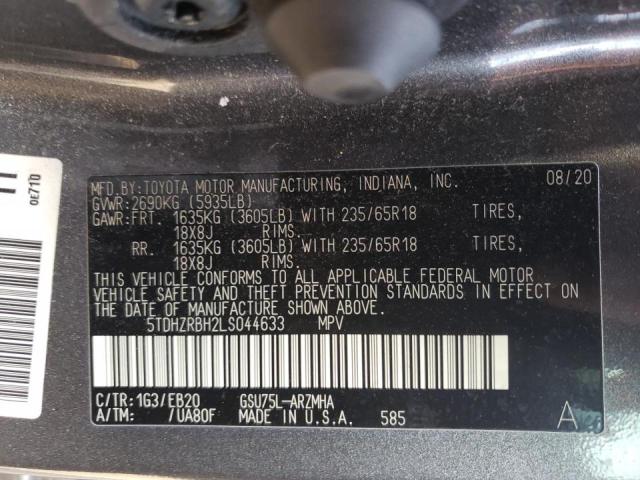 MFD.BY:TOYOTA MOTOR MANUFACTURING, INDIANA, INC. 08/20
GVWR:2690KG (5935LB)
GAWR:FRT. 1635KG (3605LB) WITH 235/65R18 TIRES,
18X8J RIMS.
RR. 1635KG (3605LB) WITH 235/65R18 TIRES,
18X8J RIMS.
THIS VEHICLE CONFORMS TO ALL APPLICABLE FEDERAL MOTOR
VEHICLE SAFETY AND THEFT PREVENTION STANDARDS IN EFFECT ON
THE DATE OF MANUFACTURE SHOWN ABOVE.
5TDHZRBH2LS044633 MPV
C/TR:1G3/EB20 GSU75L-ARZMHA
A/TM: /UA80F MADE IN U.S.A. 585 A
0E710